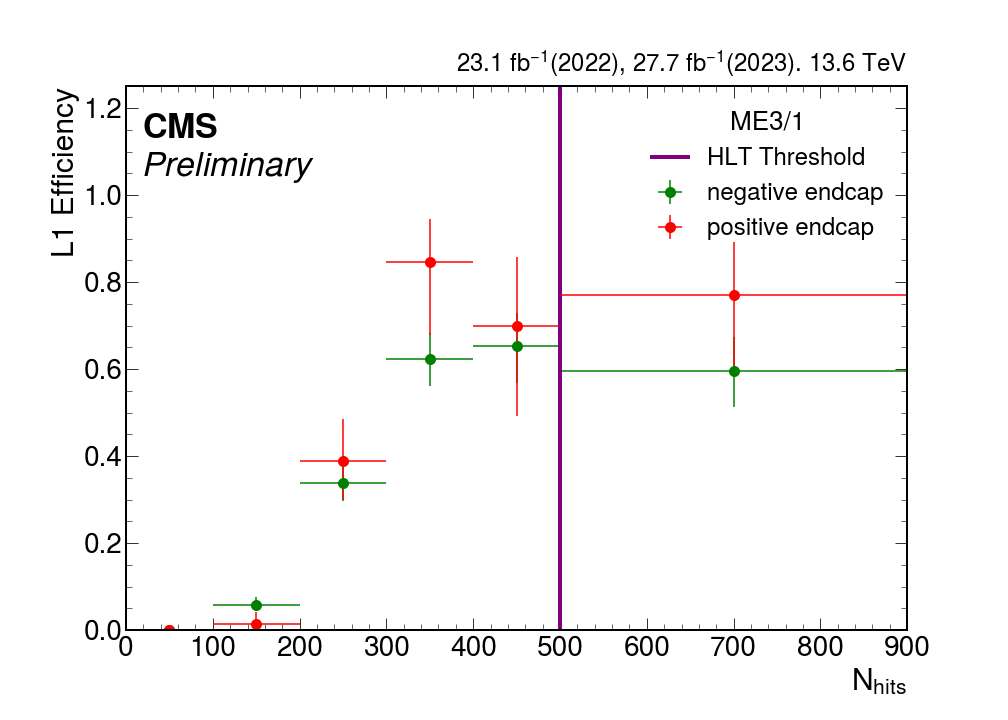 23.1 fb⁻¹(2022), 27.7 fb⁻¹(2023). 13.6 TeV
CMS
Preliminary
ME3/1
HLT Threshold
negative endcap
positive endcap
L1 Efficiency
1.2
1.0
0.8
0.6
0.4
0.2
0.0
0 100 200 300 400 500 600 700 800 900
N_hits